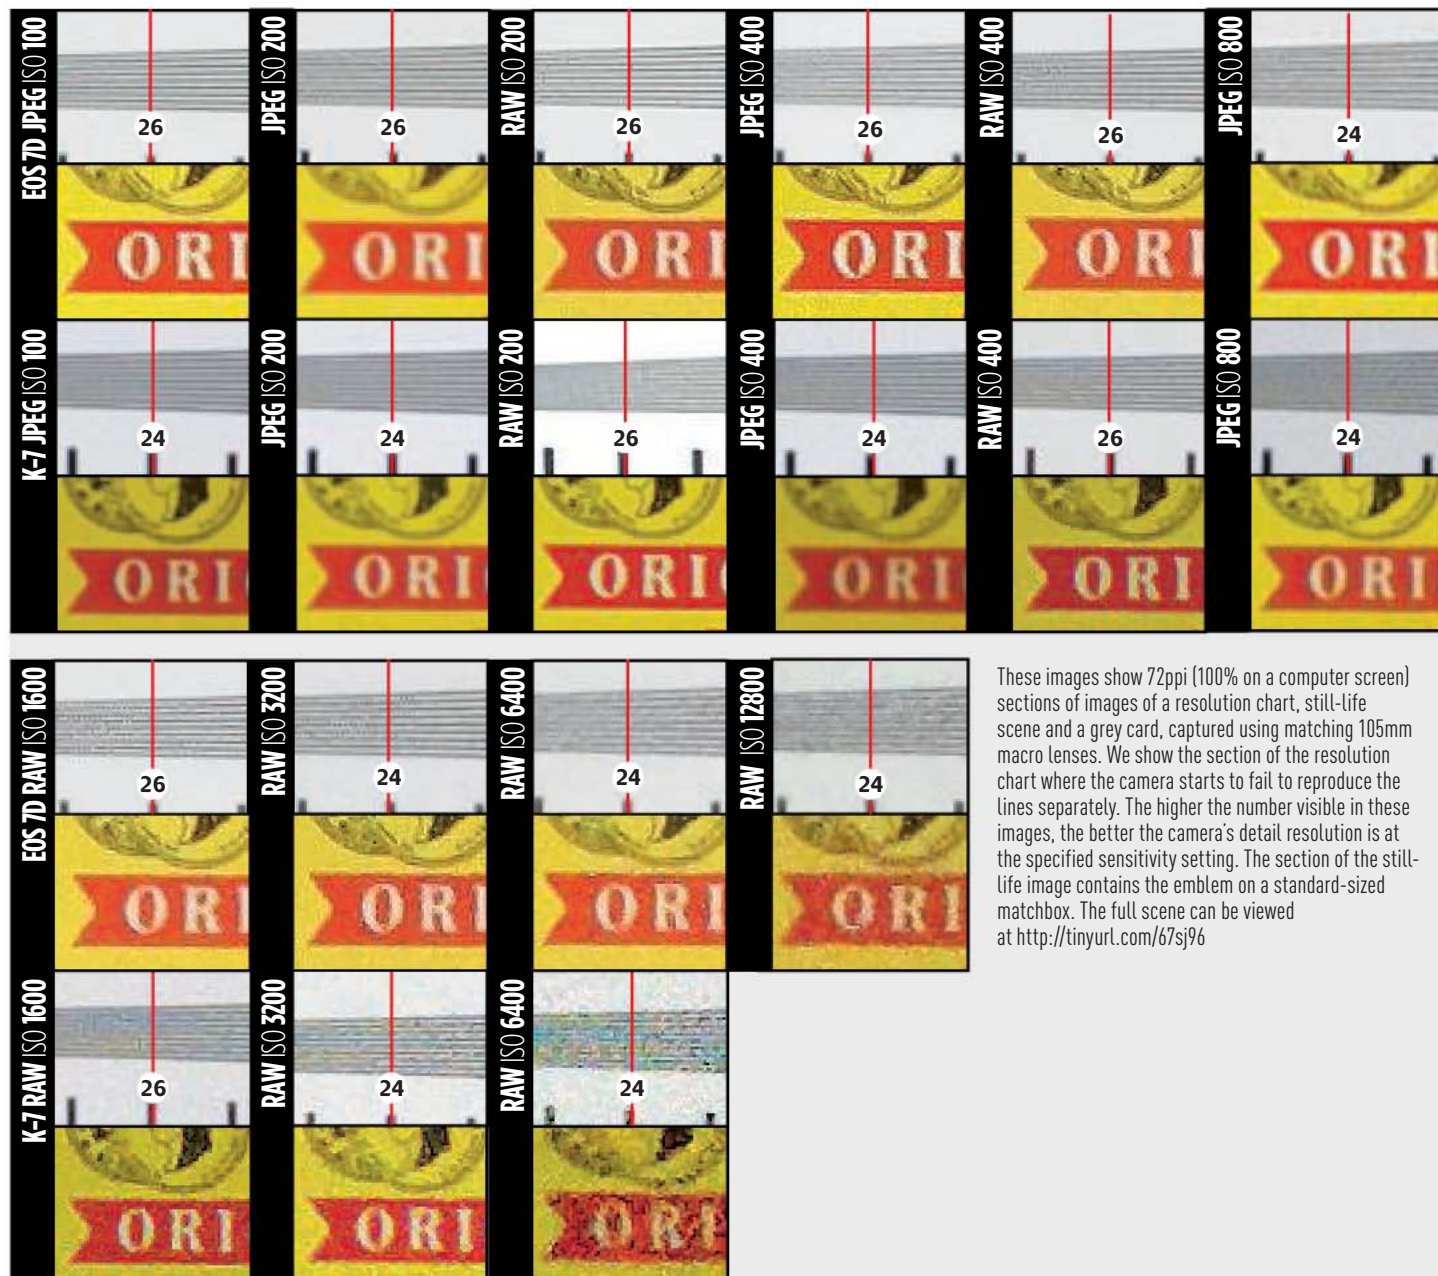 EOS 7D JPEG ISO 100
26
ORI
JPEG ISO 200
26
ORI
RAW ISO 200
26
ORI
JPEG ISO 400
26
ORI
RAW ISO 400
26
ORI
JPEG ISO 800
24
ORI
K-7 JPEG ISO 100
24
ORI
JPEG ISO 200
24
ORI
RAW ISO 200
26
ORI
JPEG ISO 400
24
ORI
RAW ISO 400
26
ORI
JPEG ISO 800
24
ORI
EOS 7D RAW ISO 1600
26
ORI
RAW ISO 3200
24
ORI
RAW ISO 6400
24
ORI
RAW ISO 12800
24
ORI
These images show 72ppi (100% on a computer screen)
sections of images of a resolution chart, still-life
scene and a grey card, captured using matching 105mm
macro lenses. We show the section of the resolution
chart where the camera starts to fail to reproduce the
lines separately. The higher the number visible in these
images, the better the camera's detail resolution is at
the specified sensitivity setting. The section of the still-
life image contains the emblem on a standard-sized
matchbox. The full scene can be viewed
at http://tinyurl.com/67sj96
K-7 RAW ISO 1600
26
ORI
RAW ISO 3200
24
ORI
RAW ISO 6400
24
ORI